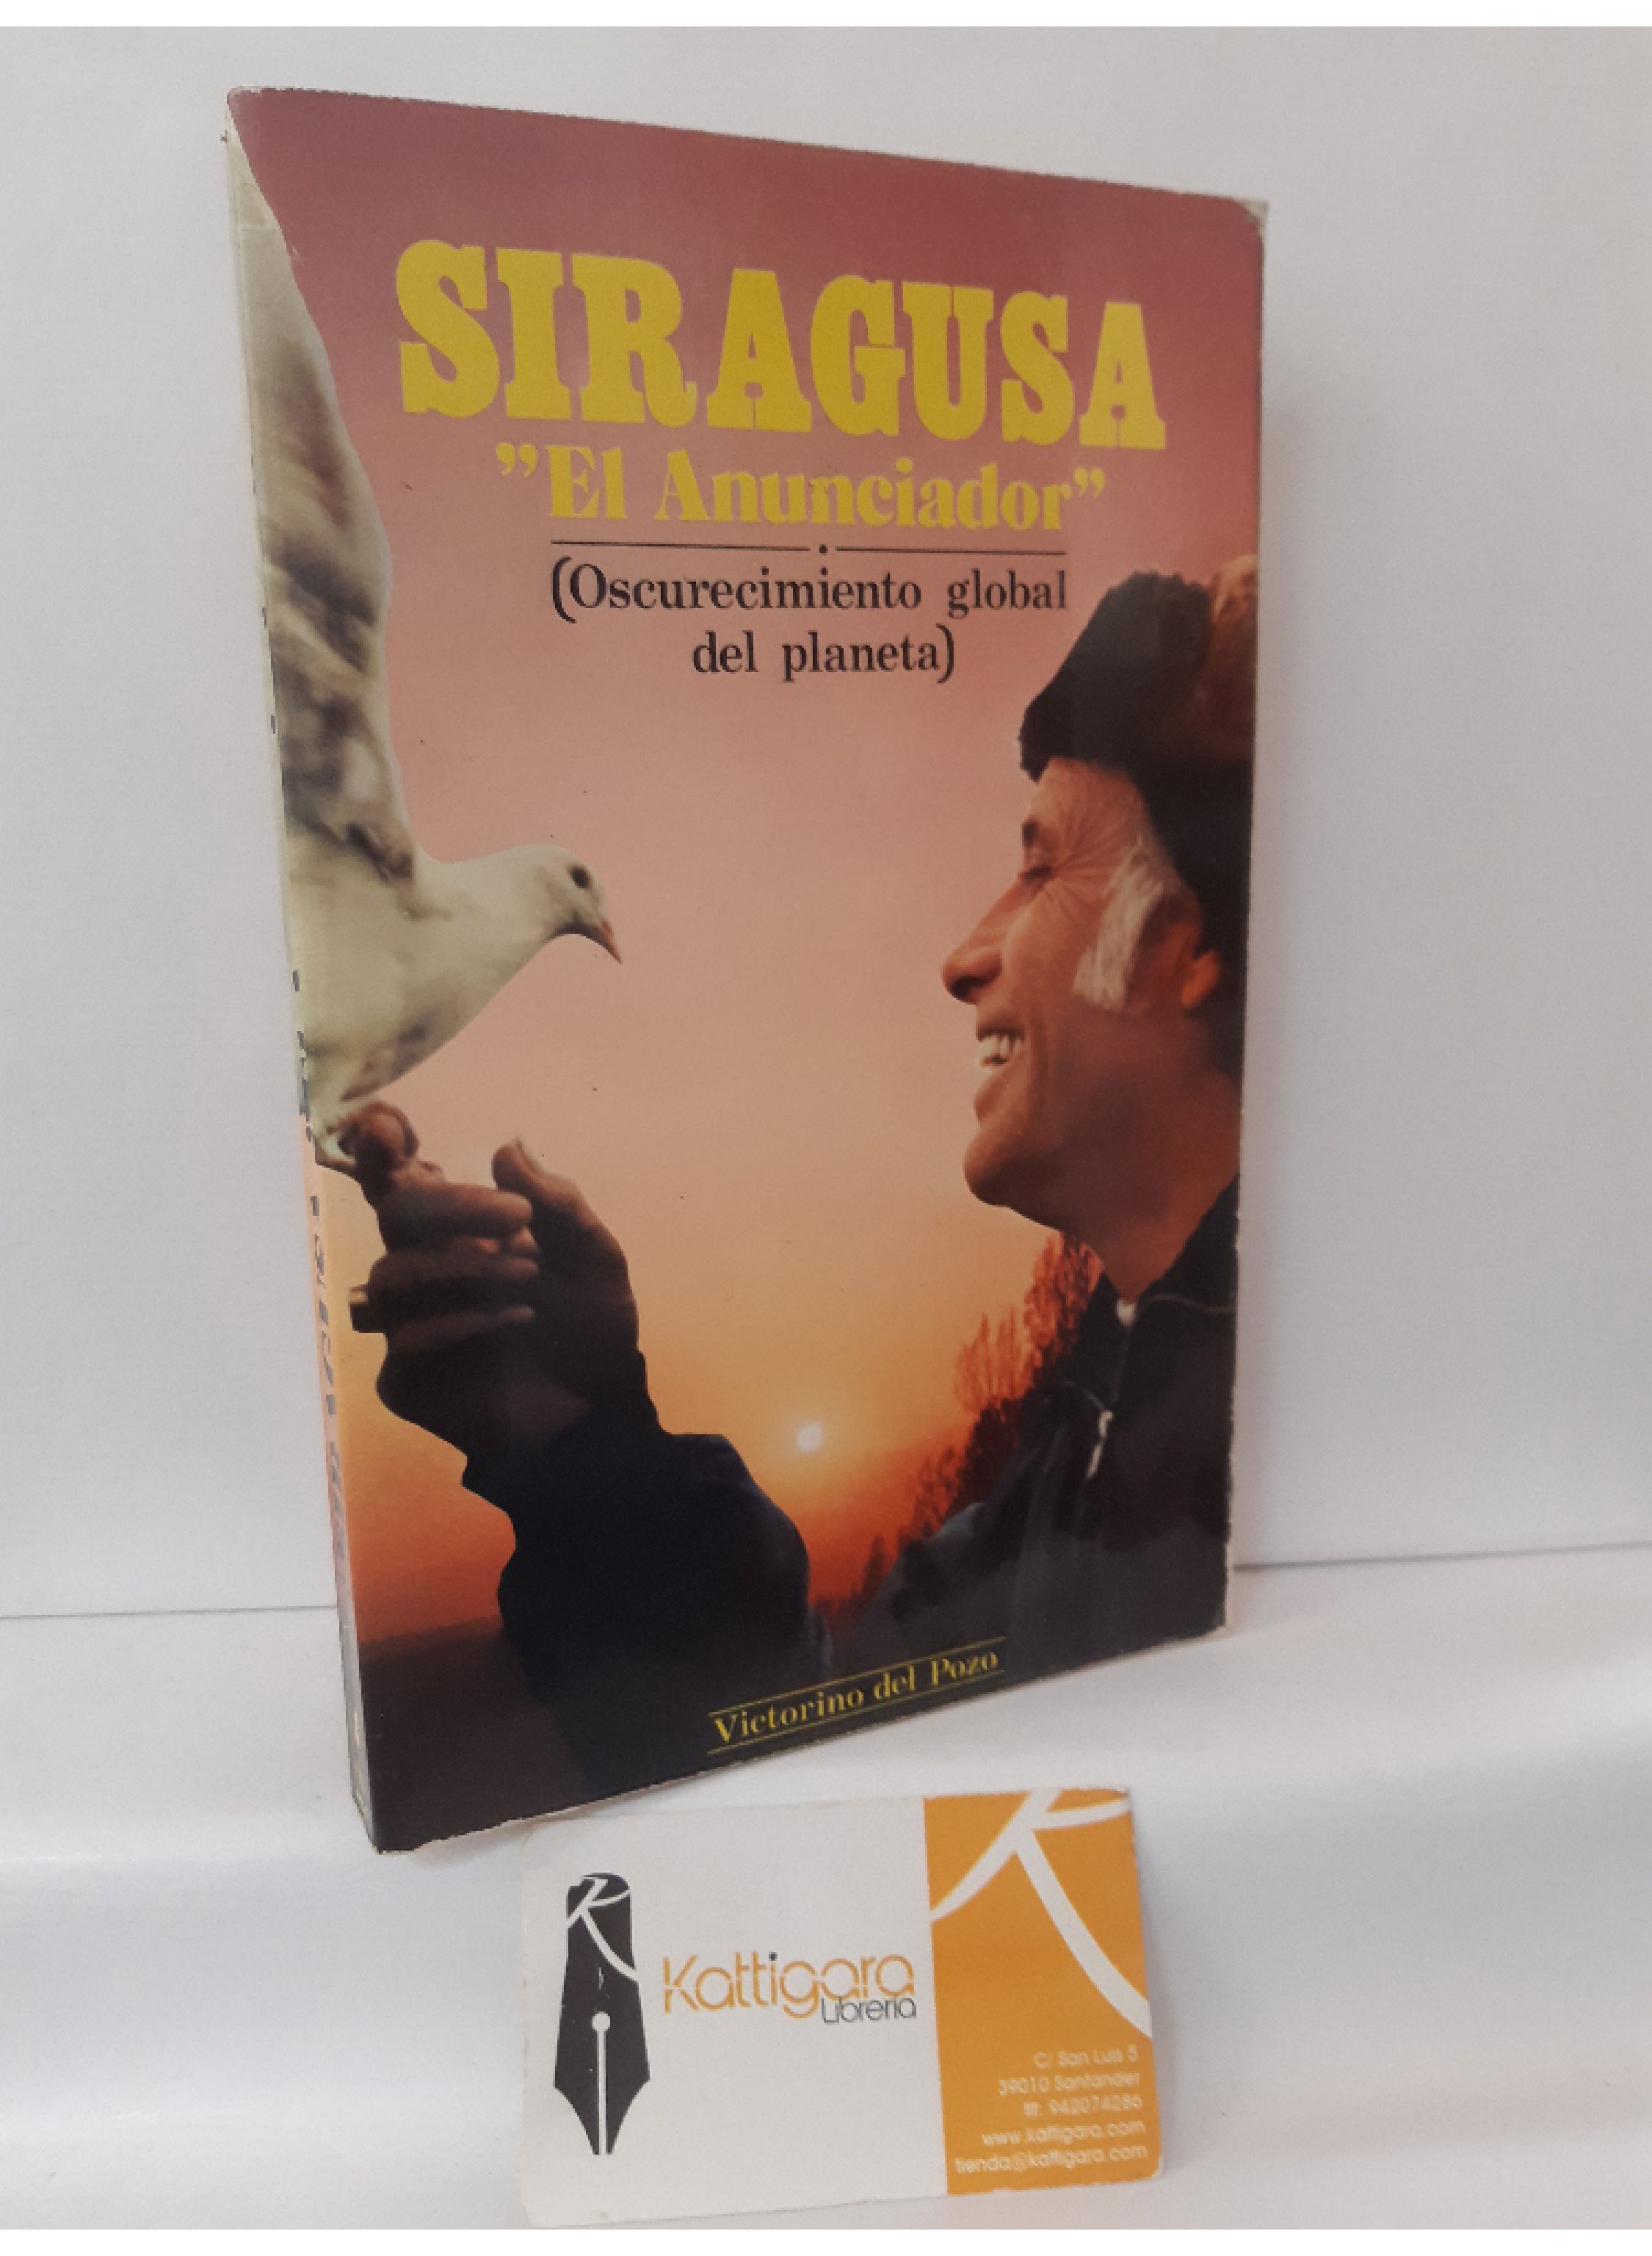 SIRAGUSA
”El Anunciador”
(Oscurecimiento global
del planeta)
Victorino del Pozo
K
Kattigara
Librería
C/ San Luis 5
39010 Santander
tlf: 942074286
www.kattigara.com
tienda@kattigara.com